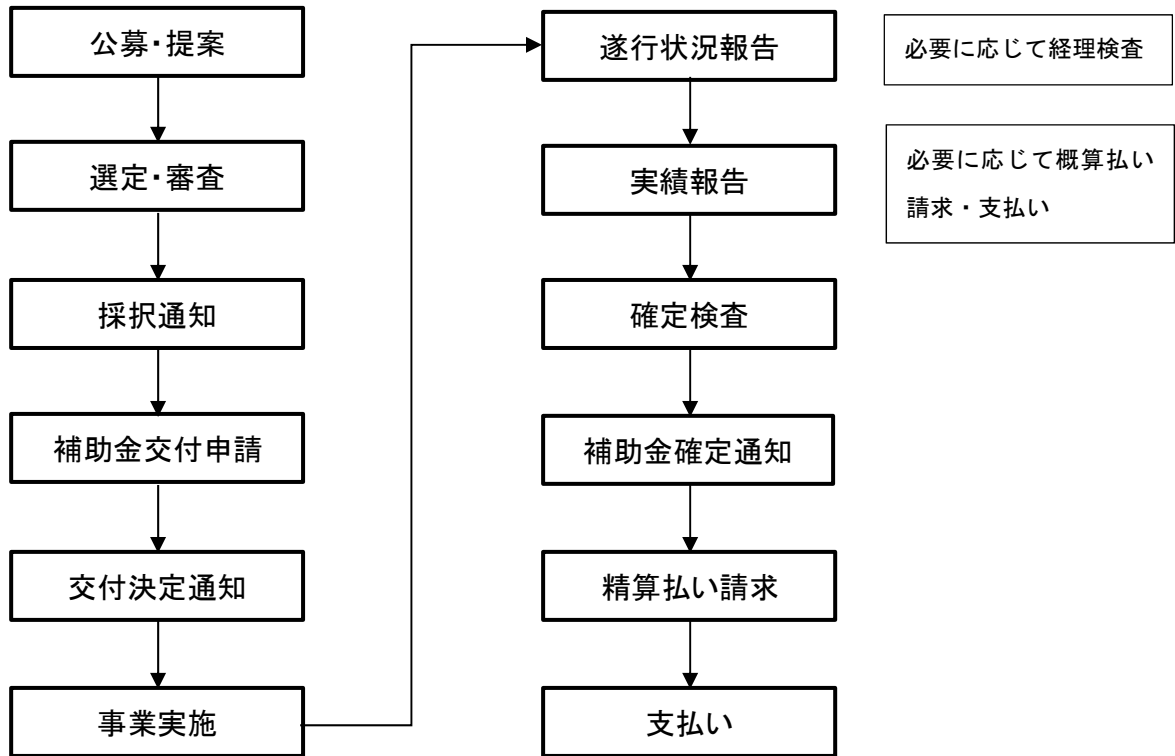 公募・提案
選定・審査
採択通知
補助金交付申請
交付決定通知
事業実施
遂行状況報告
実績報告
確定検査
補助金確定通知
精算払い請求
支払い
必要に応じて経理検査
必要に応じて概算払い
請求・支払い